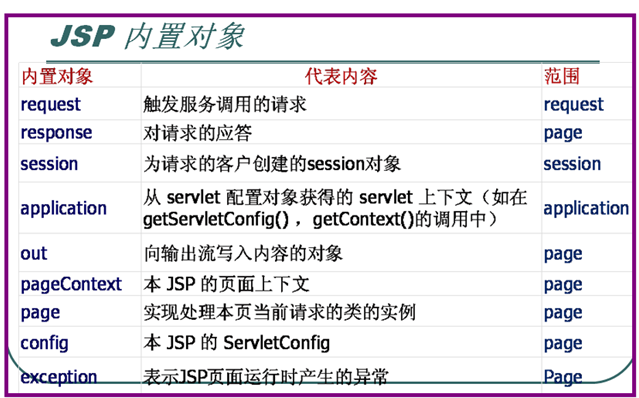 JSP 内置对象
内置对象 代表内容 范围
request 触发服务调用的请求 request
response 对请求的应答 page
session 为请求的客户创建的session对象 session
application 从 servlet 配置对象获得的 servlet 上下文（如在 application
getServletConfig() ，getContext()的调用中）
out 向输出流写入内容的对象 page
pageContext 本 JSP 的页面上下文 page
page 实现处理本页当前请求的类的实例 page
config 本 JSP 的 ServletConfig page
exception 表示JSP页面运行时产生的异常 Page